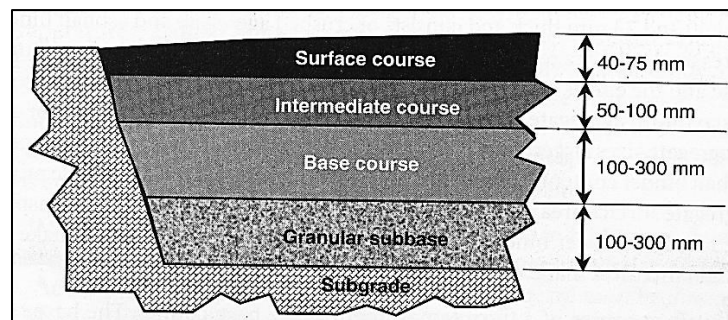 Surface course
40-75 mm
Intermediate course
50-100 mm
Base course
100-300 mm
Granular subbase
100-300 mm
Subgrade